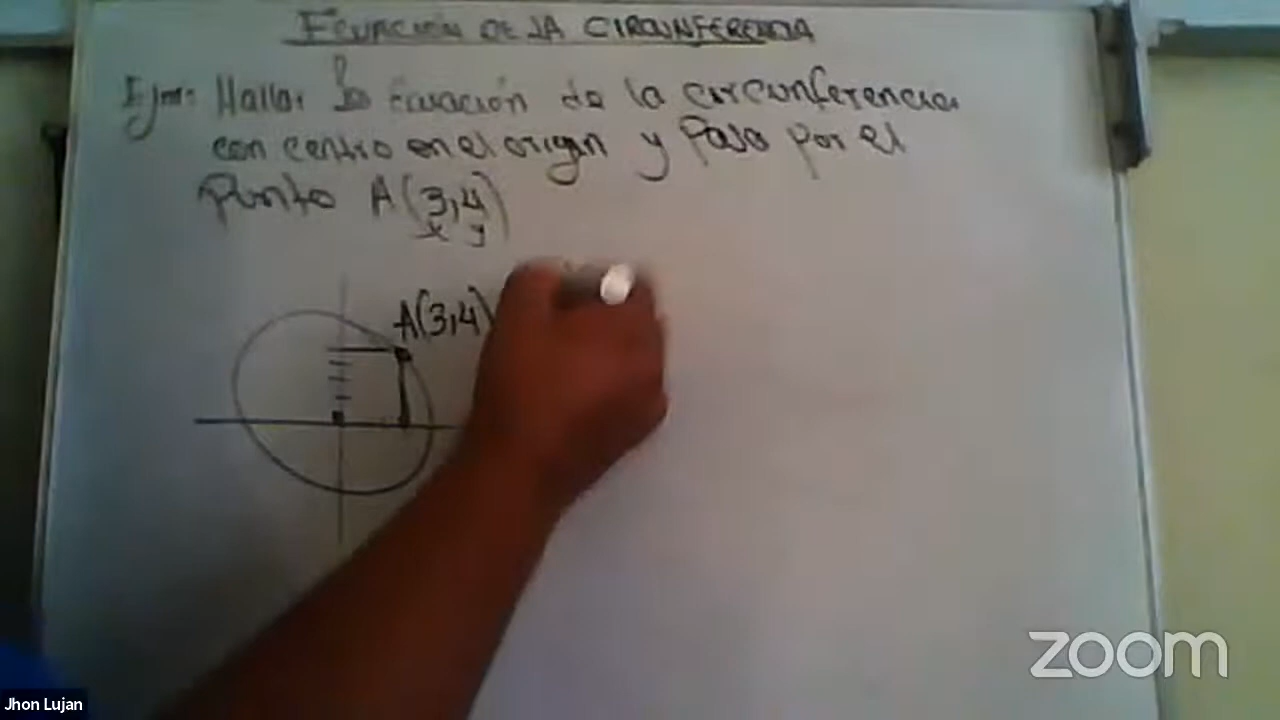 ECUACIÓN DE LA CIRCUNFERENCIA
Ejm: Hallar la Ecuación de la circunferencia
con centro en el origen y Pasa por el
Punto A(3,4)
x y
A(3,4)
zoom
Jhon Lujan